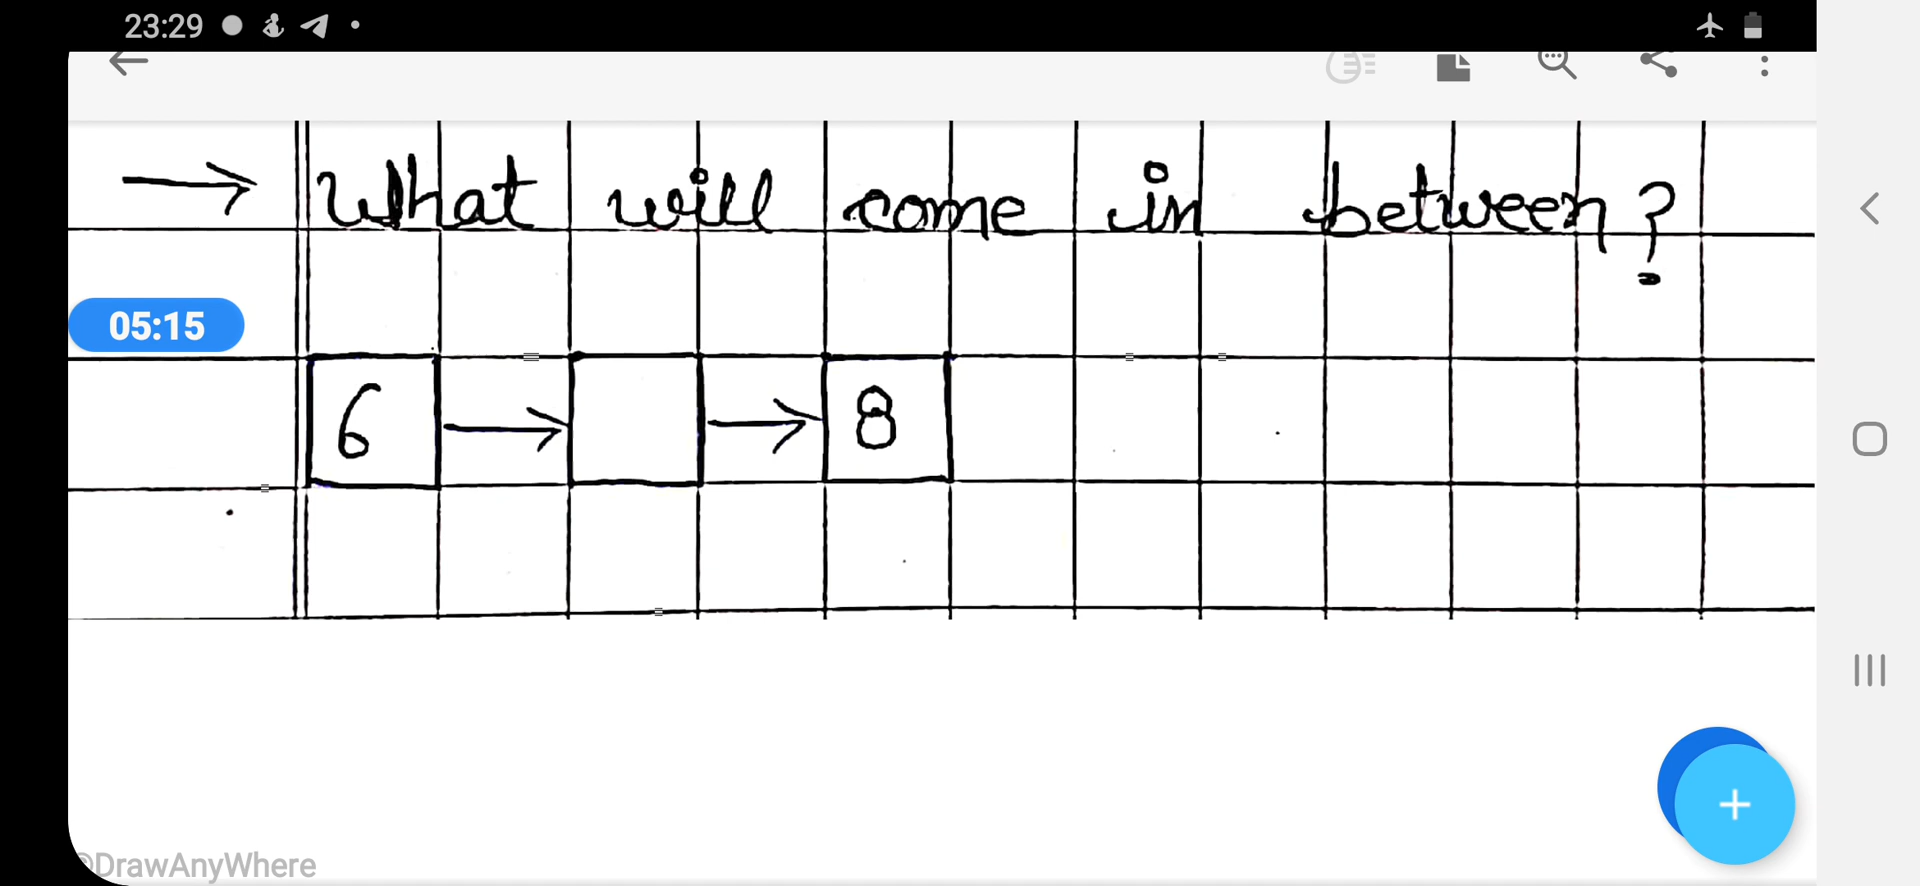 23:29
→ What will come in between?
05:15
6 → → 8
©DrawAnyWhere